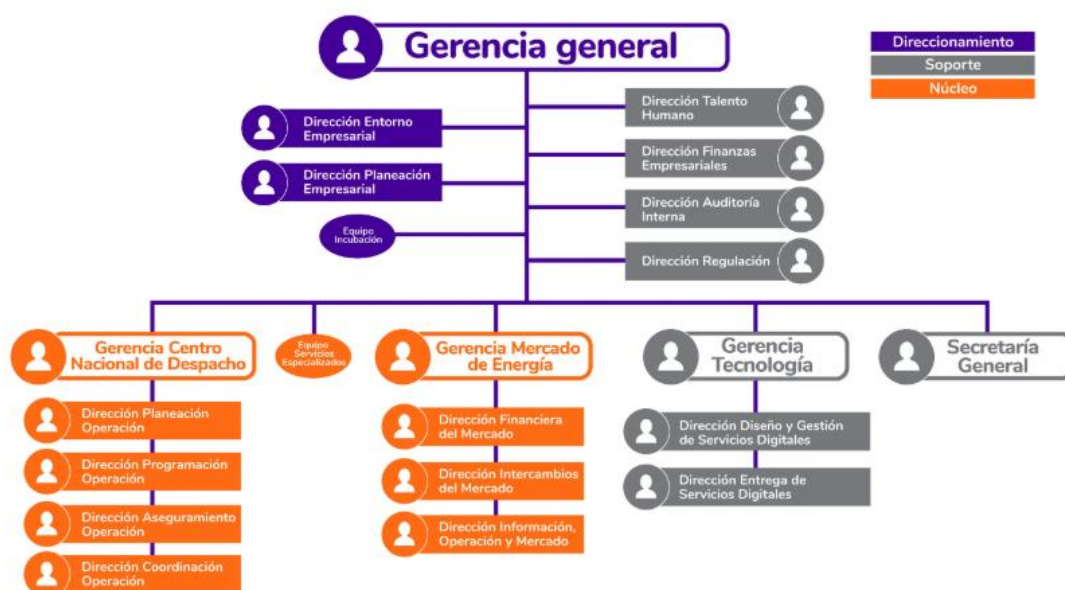 Gerencia general
Direccionamiento
Soporte
Núcleo
Dirección Entorno
Empresarial
Dirección Planeación
Empresarial
Equipo
Incubación
Dirección Talento
Humano
Dirección Finanzas
Empresariales
Dirección Auditoría
Interna
Dirección Regulación
Gerencia Centro
Nacional de Despacho
Dirección Planeación
Operación
Dirección Programación
Operación
Dirección Aseguramiento
Operación
Dirección Coordinación
Operación
Equipo
Servicios
Especializados
Gerencia Mercado
de Energía
Dirección Financiera
del Mercado
Dirección Intercambios
del Mercado
Dirección Información,
Operación y Mercado
Gerencia
Tecnología
Dirección Diseño y Gestión
de Servicios Digitales
Dirección Entrega de
Servicios Digitales
Secretaría
General